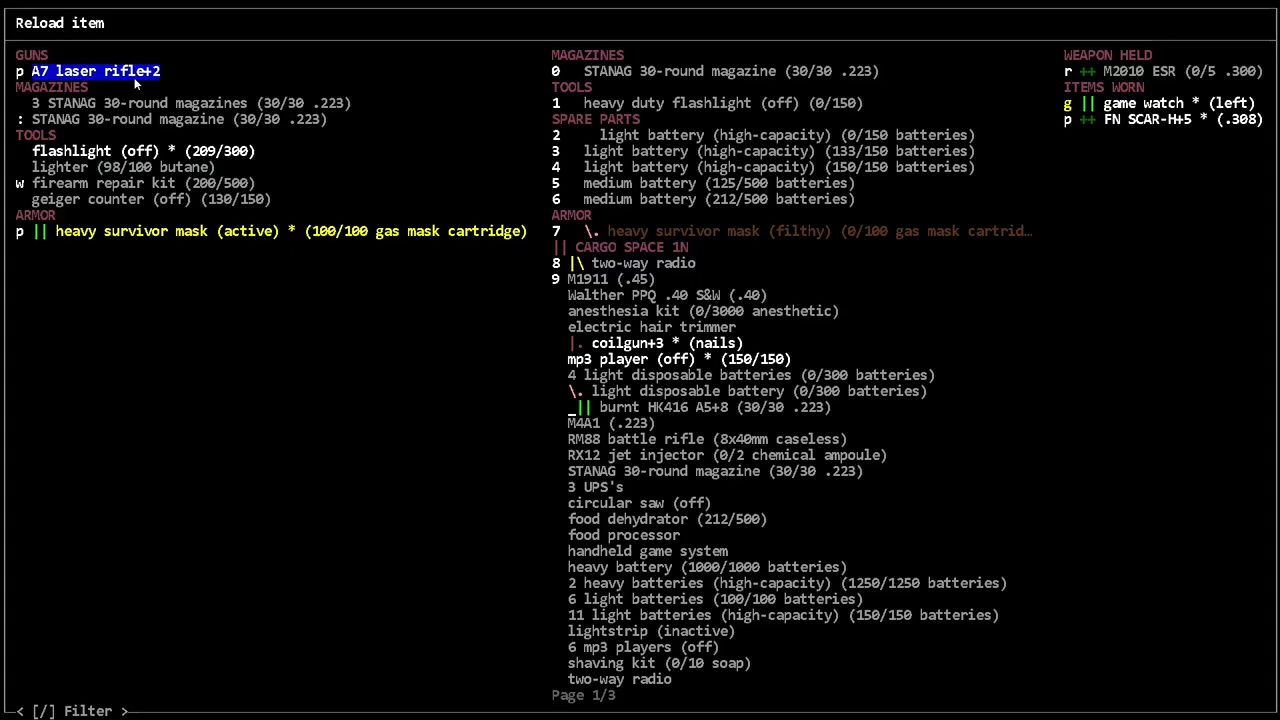 Reload item
GUNS
p A7 laser rifle+2
MAGAZINES
3 STANAG 30-round magazines (30/30 .223)
: STANAG 30-round magazine (30/30 .223)
TOOLS
flashlight (off) * (209/300)
lighter (98/100 butane)
w firearm repair kit (200/500)
geiger counter (off) (130/150)
ARMOR
p || heavy survivor mask (active) * (100/100 gas mask cartridge)
MAGAZINES
0 STANAG 30-round magazine (30/30 .223)
TOOLS
1 heavy duty flashlight (off) (0/150)
SPARE PARTS
2 light battery (high-capacity) (0/150 batteries)
3 light battery (high-capacity) (133/150 batteries)
4 light battery (high-capacity) (150/150 batteries)
5 medium battery (125/500 batteries)
6 medium battery (212/500 batteries)
ARMOR
7 \. heavy survivor mask (filthy) (0/100 gas mask cartrid…
|| CARGO SPACE 1N
8 |\ two-way radio
9 M1911 (.45)
Walther PPQ .40 S&W (.40)
anesthesia kit (0/3000 anesthetic)
electric hair trimmer
|. coilgun+3 * (nails)
mp3 player (off) * (150/150)
4 light disposable batteries (0/300 batteries)
\. light disposable battery (0/300 batteries)
_|| burnt HK416 A5+8 (30/30 .223)
M4A1 (.223)
RM88 battle rifle (8x40mm caseless)
RX12 jet injector (0/2 chemical ampoule)
STANAG 30-round magazine (30/30 .223)
3 UPS's
circular saw (off)
food dehydrator (212/500)
food processor
handheld game system
heavy battery (1000/1000 batteries)
2 heavy batteries (high-capacity) (1250/1250 batteries)
6 light batteries (100/100 batteries)
11 light batteries (high-capacity) (150/150 batteries)
lightstrip (inactive)
6 mp3 players (off)
shaving kit (0/10 soap)
two-way radio
Page 1/3
WEAPON HELD
r ++ M2010 ESR (0/5 .300)
ITEMS WORN
g || game watch * (left)
p ++ FN SCAR-H+5 * (.308)
< [/] Filter >